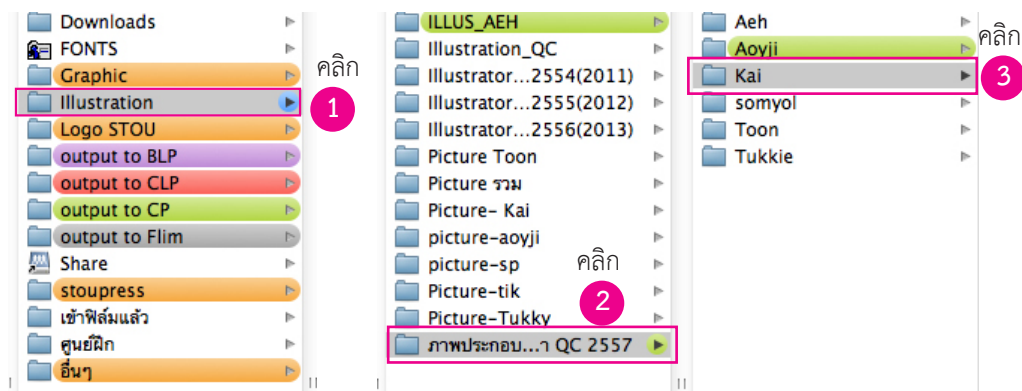 Downloads
FONTS
Graphic
Illustration
Logo STOU
output to BLP
output to CLP
output to CP
output to Flim
Share
stoupress
เข้าฟิล์มแล้ว
ศูนย์ฝึก
อื่นๆ
คลิก
1
ILLUS_AEH
Illustration_QC
Illustrator...2554(2011)
Illustrator...2555(2012)
Illustrator...2556(2013)
Picture Toon
Picture รวม
Picture- Kai
picture-aoyji
picture-sp
Picture-tik
Picture-Tukky
ภาพประกอบ...า QC 2557
คลิก
2
Aeh
Aoyji
Kai
somyol
Toon
Tukkie
คลิก
3